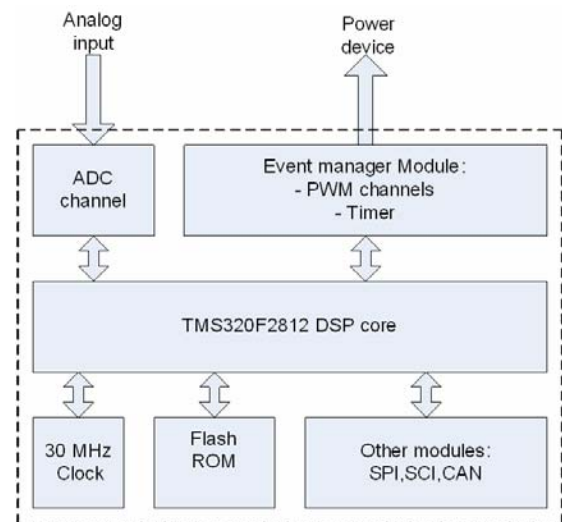 Analog
input
Power
device
ADC
channel
Event manager Module:
- PWM channels
- Timer
TMS320F2812 DSP core
30 MHz
Clock
Flash
ROM
Other modules:
SPI,SCI,CAN